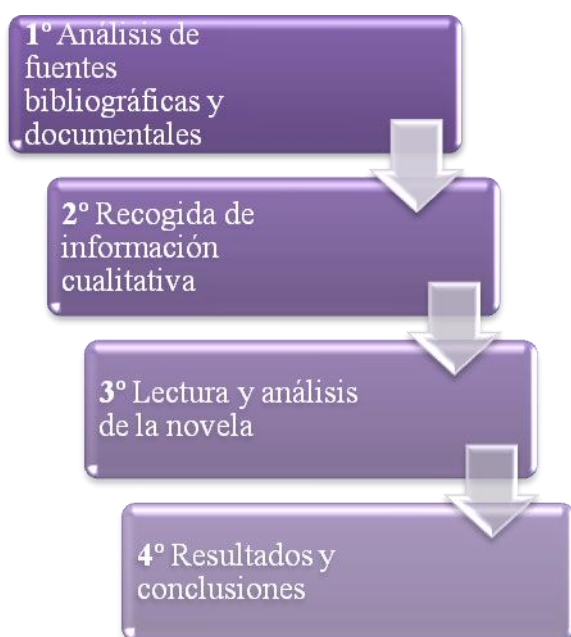 1º Análisis de
fuentes
bibliográficas y
documentales
2º Recogida de
información
cualitativa
3º Lectura y análisis
de la novela
4º Resultados y
conclusiones